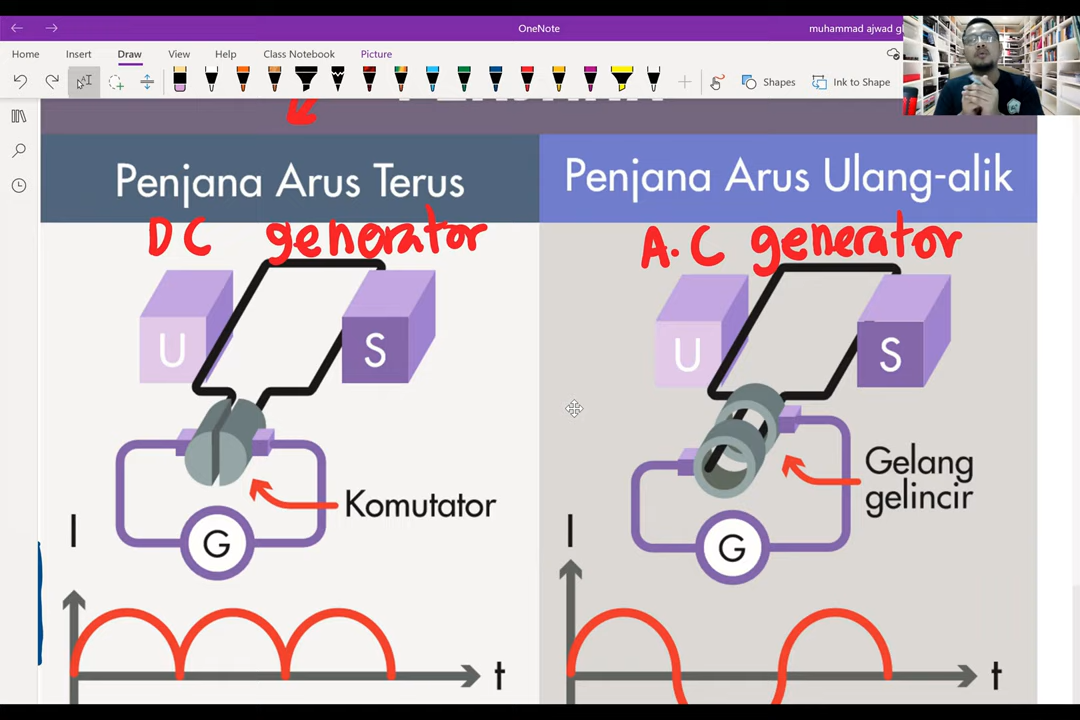 OneNote
muhammad ajwad g
Home Insert Draw View Help Class Notebook Picture
Shapes Ink to Shape
Penjana Arus Terus
Penjana Arus Ulang-alik
DC generator
A.C generator
U S
U S
Komutator
Gelang
gelincir
I
G
t
I
G
t